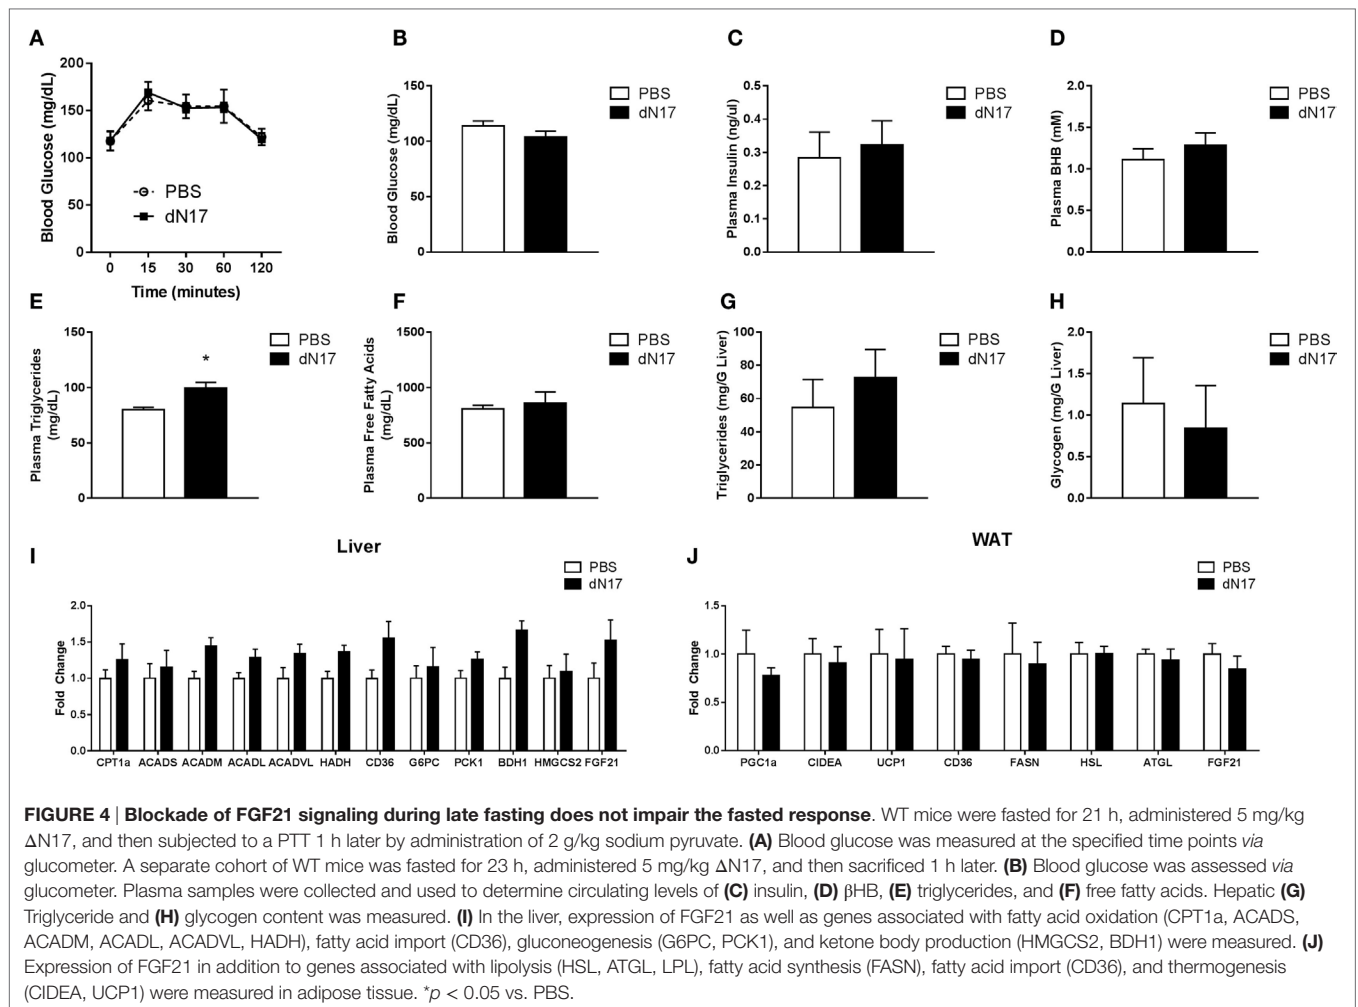 A
Blood Glucose (mg/dL)
200
150
100
50
0
PBS
dN17
0 15 30 60 120
Time (minutes)
B
Blood Glucose (mg/dL)
150
100
50
0
PBS
dN17
C
Plasma Insulin (ng/ul)
0.5
0.4
0.3
0.2
0.1
0.0
PBS
dN17
D
Plasma BHB (mM)
2.0
1.5
1.0
0.5
0.0
PBS
dN17
E
Plasma Triglycerides
(mg/dL)
150
100
50
0
*
PBS
dN17
F
Plasma Free Fatty Acids
(mg/dL)
1500
1000
500
0
PBS
dN17
G
Triglycerides (mg/G Liver)
100
80
60
40
20
0
PBS
dN17
H
Glycogen (mg/G Liver)
2.0
1.5
1.0
0.5
0.0
PBS
dN17
I
Liver
PBS
dN17
Fold Change
2.0
1.5
1.0
0.5
0.0
CPT1a ACADS ACADM ACADL ACADVL HADH CD36 G6PC PCK1 BDH1 HMGCS2 FGF21
J
WAT
PBS
dN17
Fold Change
1.5
1.0
0.5
0.0
PGC1a CIDEA UCP1 CD36 FASN HSL ATGL FGF21
FIGURE 4 | Blockade of FGF21 signaling during late fasting does not impair the fasted response. WT mice were fasted for 21 h, administered 5 mg/kg
ΔN17, and then subjected to a PTT 1 h later by administration of 2 g/kg sodium pyruvate. (A) Blood glucose was measured at the specified time points via
glucometer. A separate cohort of WT mice was fasted for 23 h, administered 5 mg/kg ΔN17, and then sacrificed 1 h later. (B) Blood glucose was assessed via
glucometer. Plasma samples were collected and used to determine circulating levels of (C) insulin, (D) βHB, (E) triglycerides, and (F) free fatty acids. Hepatic (G)
Triglyceride and (H) glycogen content was measured. (I) In the liver, expression of FGF21 as well as genes associated with fatty acid oxidation (CPT1a, ACADS,
ACADM, ACADL, ACADVL, HADH), fatty acid import (CD36), gluconeogenesis (G6PC, PCK1), and ketone body production (HMGCS2, BDH1) were measured. (J)
Expression of FGF21 in addition to genes associated with lipolysis (HSL, ATGL, LPL), fatty acid synthesis (FASN), fatty acid import (CD36), and thermogenesis
(CIDEA, UCP1) were measured in adipose tissue. *p < 0.05 vs. PBS.